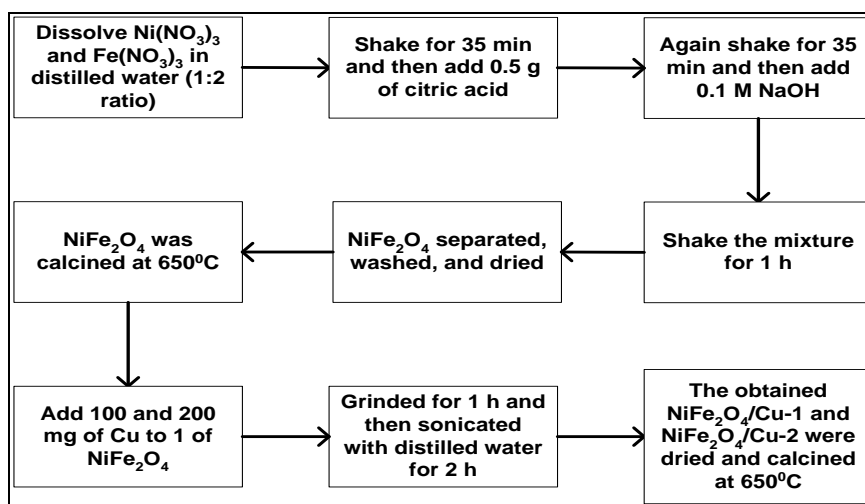 Dissolve Ni(NO₃)₃
and Fe(NO₃)₃ in
distilled water (1:2
ratio)
Shake for 35 min
and then add 0.5 g
of citric acid
Again shake for 35
min and then add
0.1 M NaOH
Shake the mixture
for 1 h
NiFe₂O₄ separated,
washed, and dried
NiFe₂O₄ was
calcined at 650⁰C
Add 100 and 200
mg of Cu to 1 of
NiFe₂O₄
Grinded for 1 h and
then sonicated
with distilled water
for 2 h
The obtained
NiFe₂O₄/Cu-1 and
NiFe₂O₄/Cu-2 were
dried and calcined
at 650⁰C